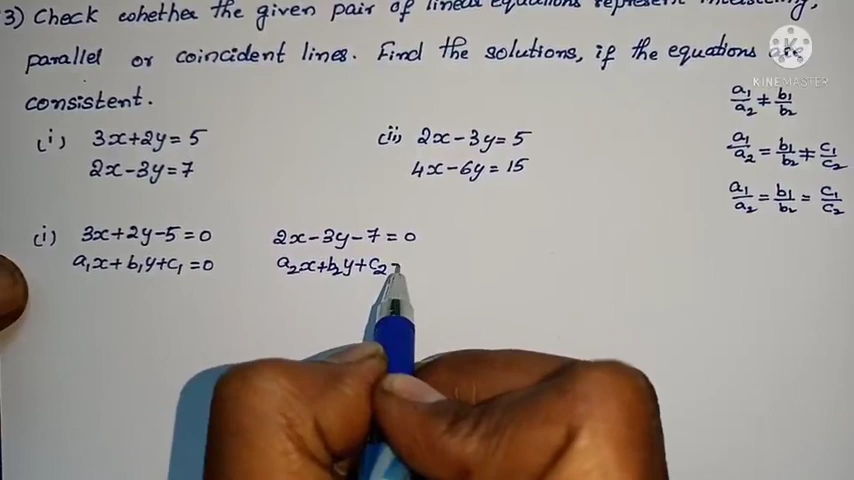 3) Check whether the given pair of linear equations represent intersecting,
parallel or coincident lines. Find the solutions, if the equations are
consistent.
KINEMASTER
a₁/a₂ ≠ b₁/b₂
a₁/a₂ = b₁/b₂ ≠ c₁/c₂
a₁/a₂ = b₁/b₂ = c₁/c₂
(i) 3x+2y=5 (ii) 2x-3y=5
2x-3y=7 4x-6y=15
(i) 3x+2y-5=0 2x-3y-7=0
a₁x+b₁y+c₁=0 a₂x+b₂y+c₂-